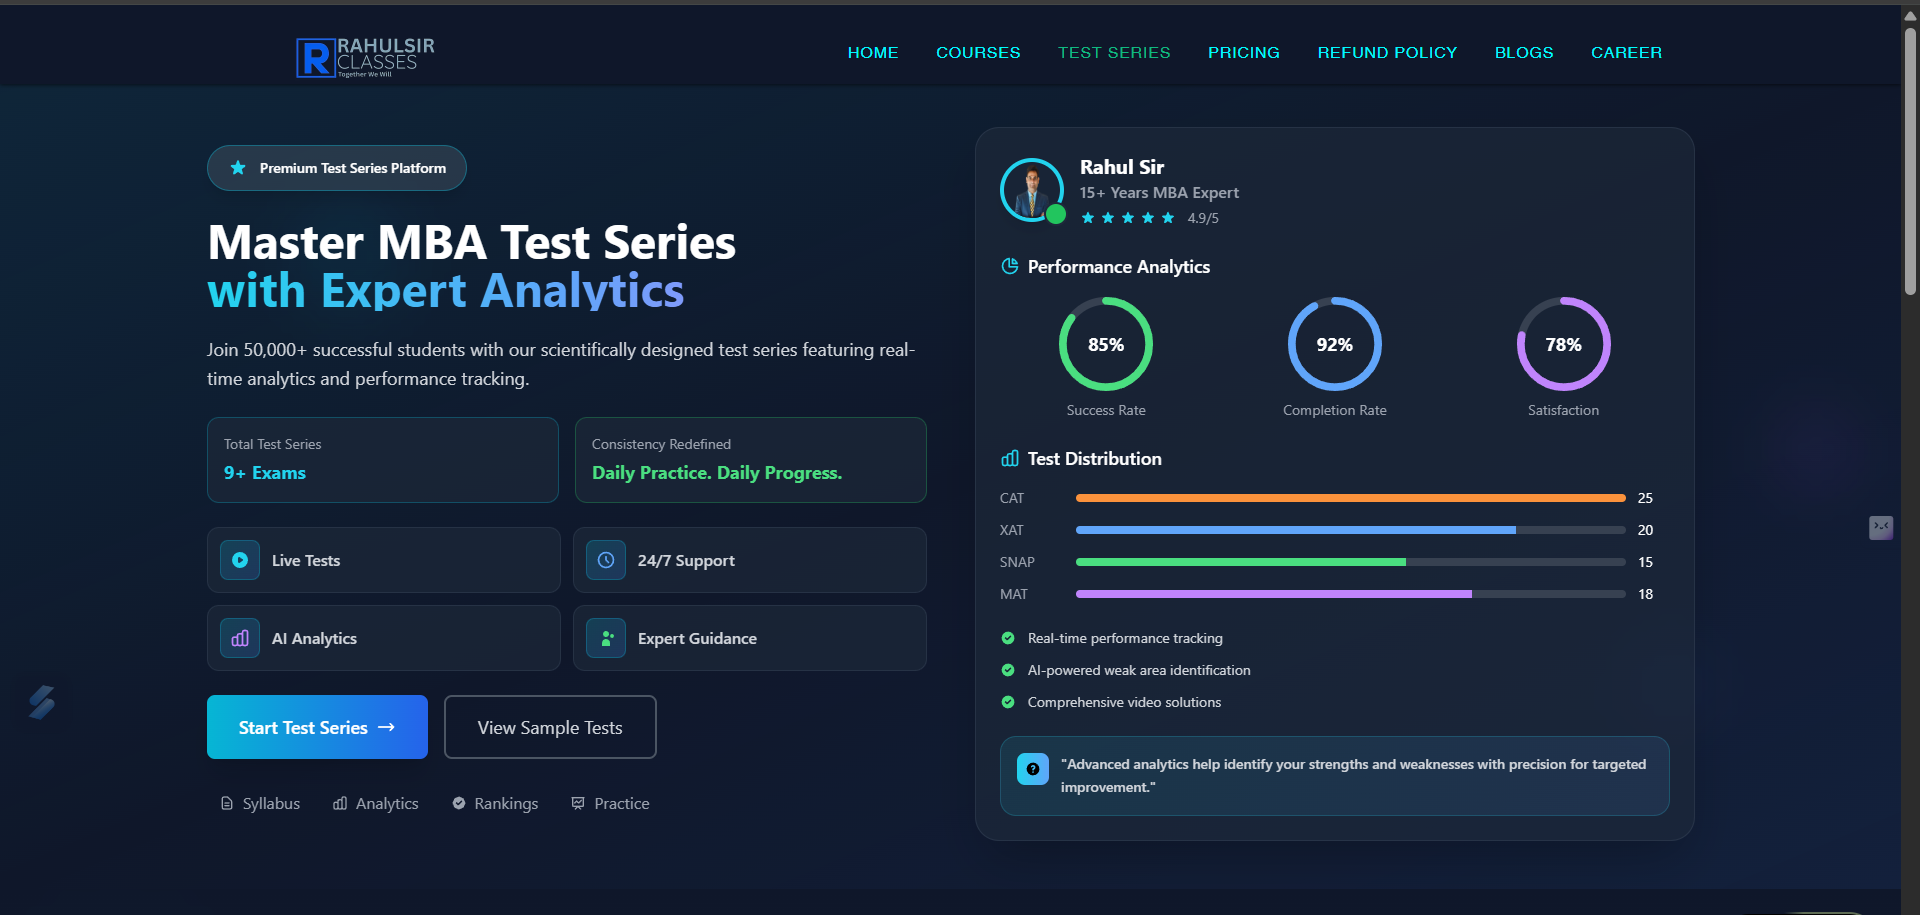 RAHULSIR
CLASSES
Together We Will
HOME COURSES TEST SERIES PRICING REFUND POLICY BLOGS CAREER
Premium Test Series Platform
Master MBA Test Series
with Expert Analytics
Join 50,000+ successful students with our scientifically designed test series featuring real-
time analytics and performance tracking.
Total Test Series
9+ Exams
Consistency Redefined
Daily Practice. Daily Progress.
Live Tests
24/7 Support
AI Analytics
Expert Guidance
Start Test Series →
View Sample Tests
Syllabus Analytics Rankings Practice
Rahul Sir
15+ Years MBA Expert
4.9/5
Performance Analytics
85% 92% 78%
Success Rate Completion Rate Satisfaction
Test Distribution
CAT 25
XAT 20
SNAP 15
MAT 18
Real-time performance tracking
AI-powered weak area identification
Comprehensive video solutions
"Advanced analytics help identify your strengths and weaknesses with precision for targeted
improvement."